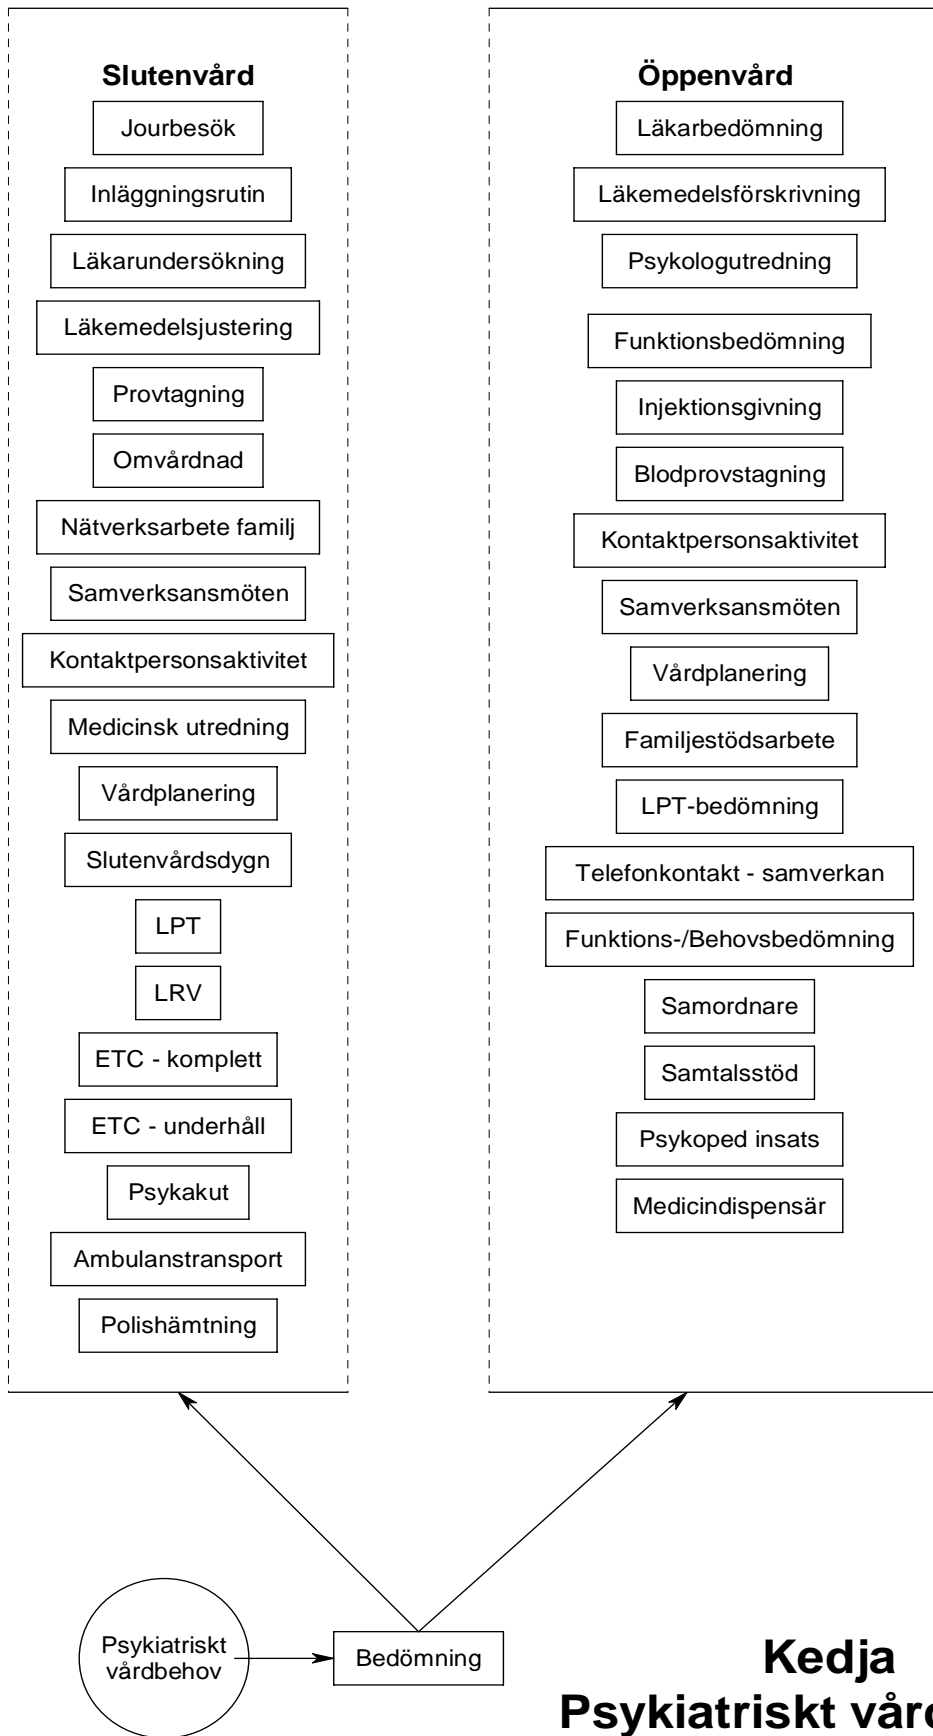 Slutenvård
Jourbesök
Inläggningsrutin
Läkarundersökning
Läkemedelsjustering
Provtagning
Omvårdnad
Nätverksarbete familj
Samverksansmöten
Kontaktpersonsaktivitet
Medicinsk utredning
Vårdplanering
Slutenvårdsdygn
LPT
LRV
ETC - komplett
ETC - underhåll
Psykakut
Ambulanstransport
Polishämtning
Öppenvård
Läkarbedömning
Läkemedelsförskrivning
Psykologutredning
Funktionsbedömning
Injektionsgivning
Blodprovstagning
Kontaktpersonsaktivitet
Samverksansmöten
Vårdplanering
Familjestödsarbete
LPT-bedömning
Telefonkontakt - samverkan
Funktions-/Behovsbedömning
Samordnare
Samtalsstöd
Psykoped insats
Medicindispensär
Psykiatriskt
vårdbehov
Bedömning
Kedja
Psykiatriskt